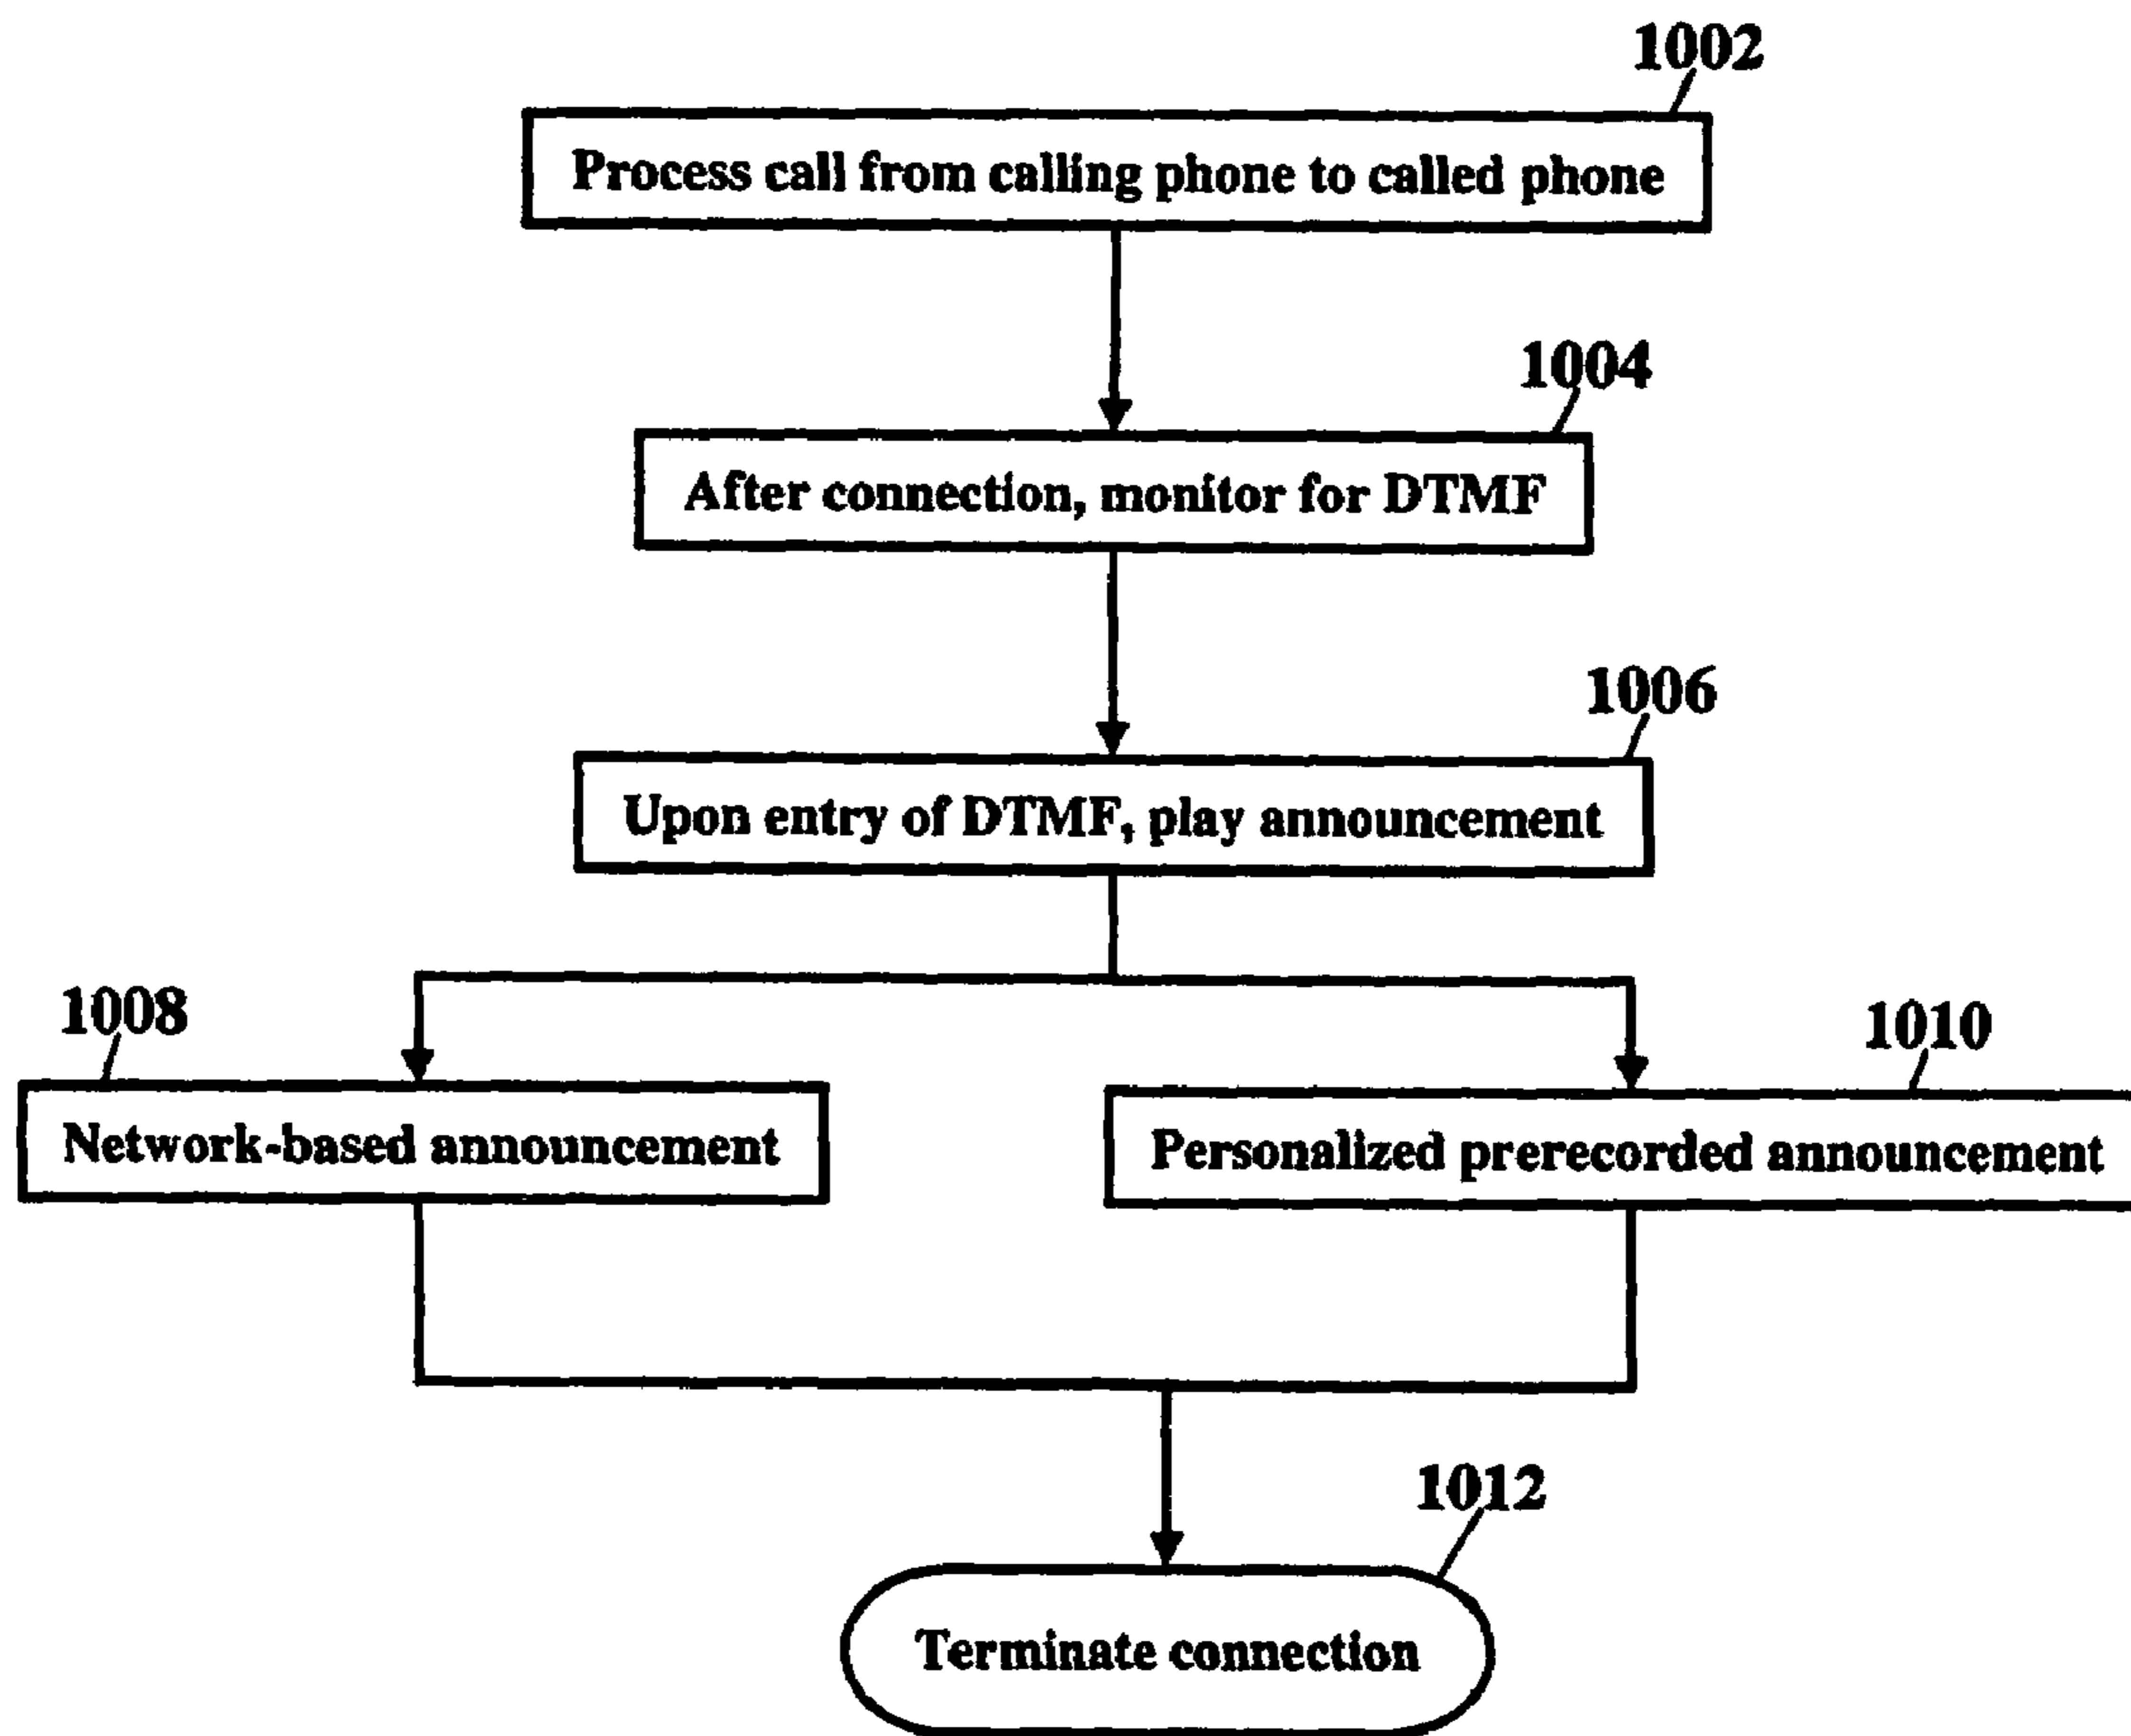 1002
Process call from calling phone to called phone
1004
After connection, monitor for DTMF
1006
Upon entry of DTMF, play announcement
1008
Network-based announcement
1010
Personalized prerecorded announcement
1012
Terminate connection